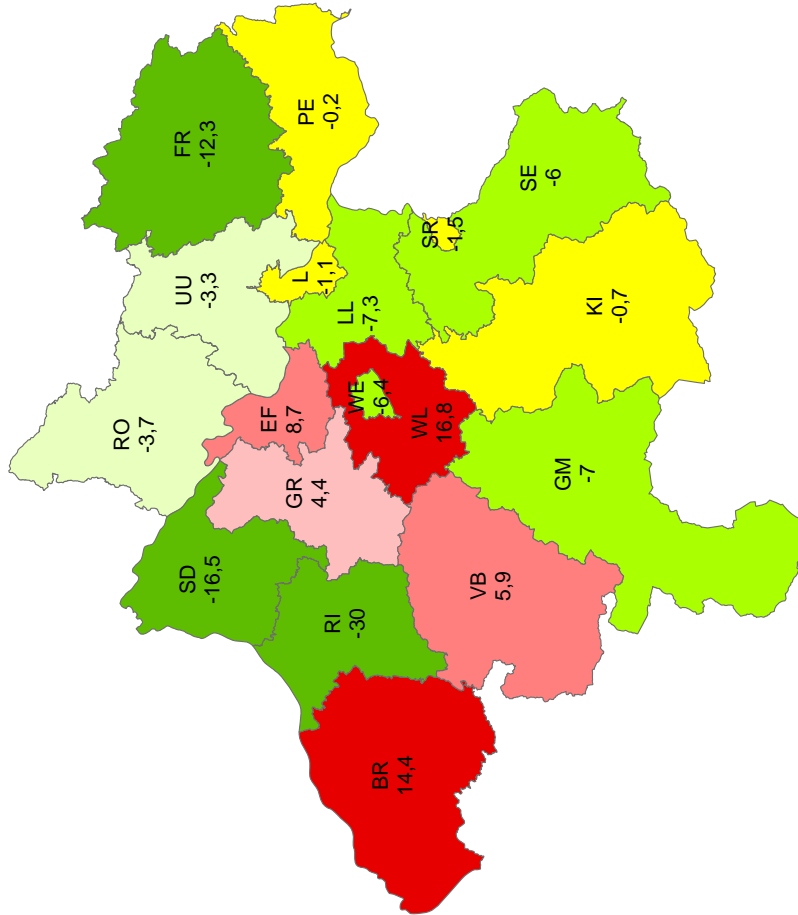 RO
-3,7
SD
-16,5
UU
-3,3
FR
-12,3
EF
8,7
GR
4,4
L
-1,1
PE
-0,2
RI
-30
LL
-7,3
WE
-6,4
BR
14,4
WL
16,8
SR
-1,5
VB
5,9
SE
-6
GM
-7
KI
-0,7